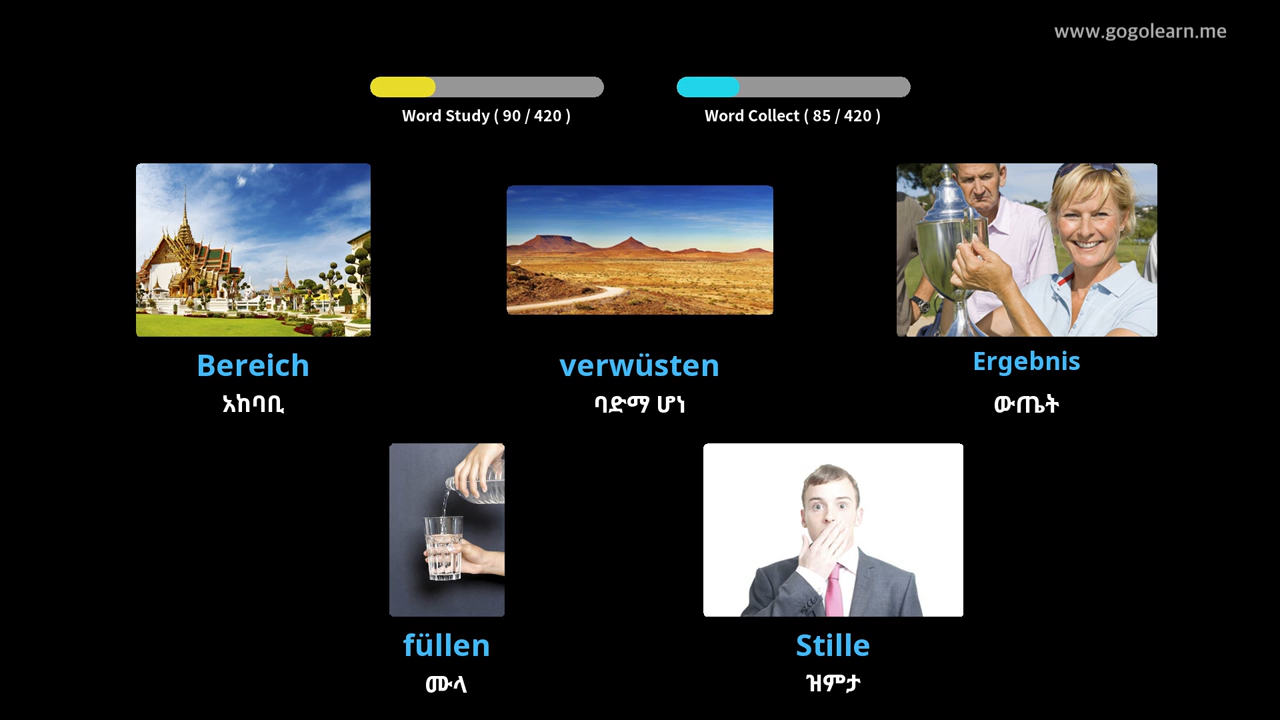 www.gogolearn.me
Word Study ( 90 / 420 )
Word Collect ( 85 / 420 )
Bereich
አከባቢ
verwüsten
ባድማ ሆነ
Ergebnis
ውጤት
füllen
ሙላ
Stille
ዝምታ